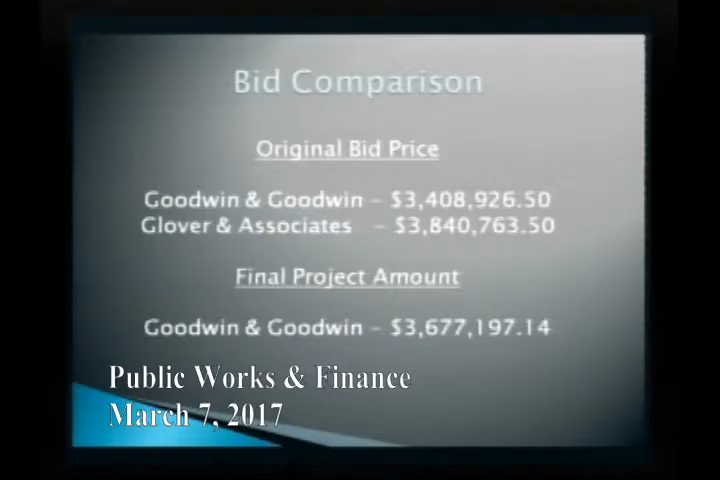 Bid Comparison
Original Bid Price
Goodwin & Goodwin – $3,408,926.50
Glover & Associates – $3,840,763.50
Final Project Amount
Goodwin & Goodwin – $3,677,197.14
Public Works & Finance
March 7, 2017